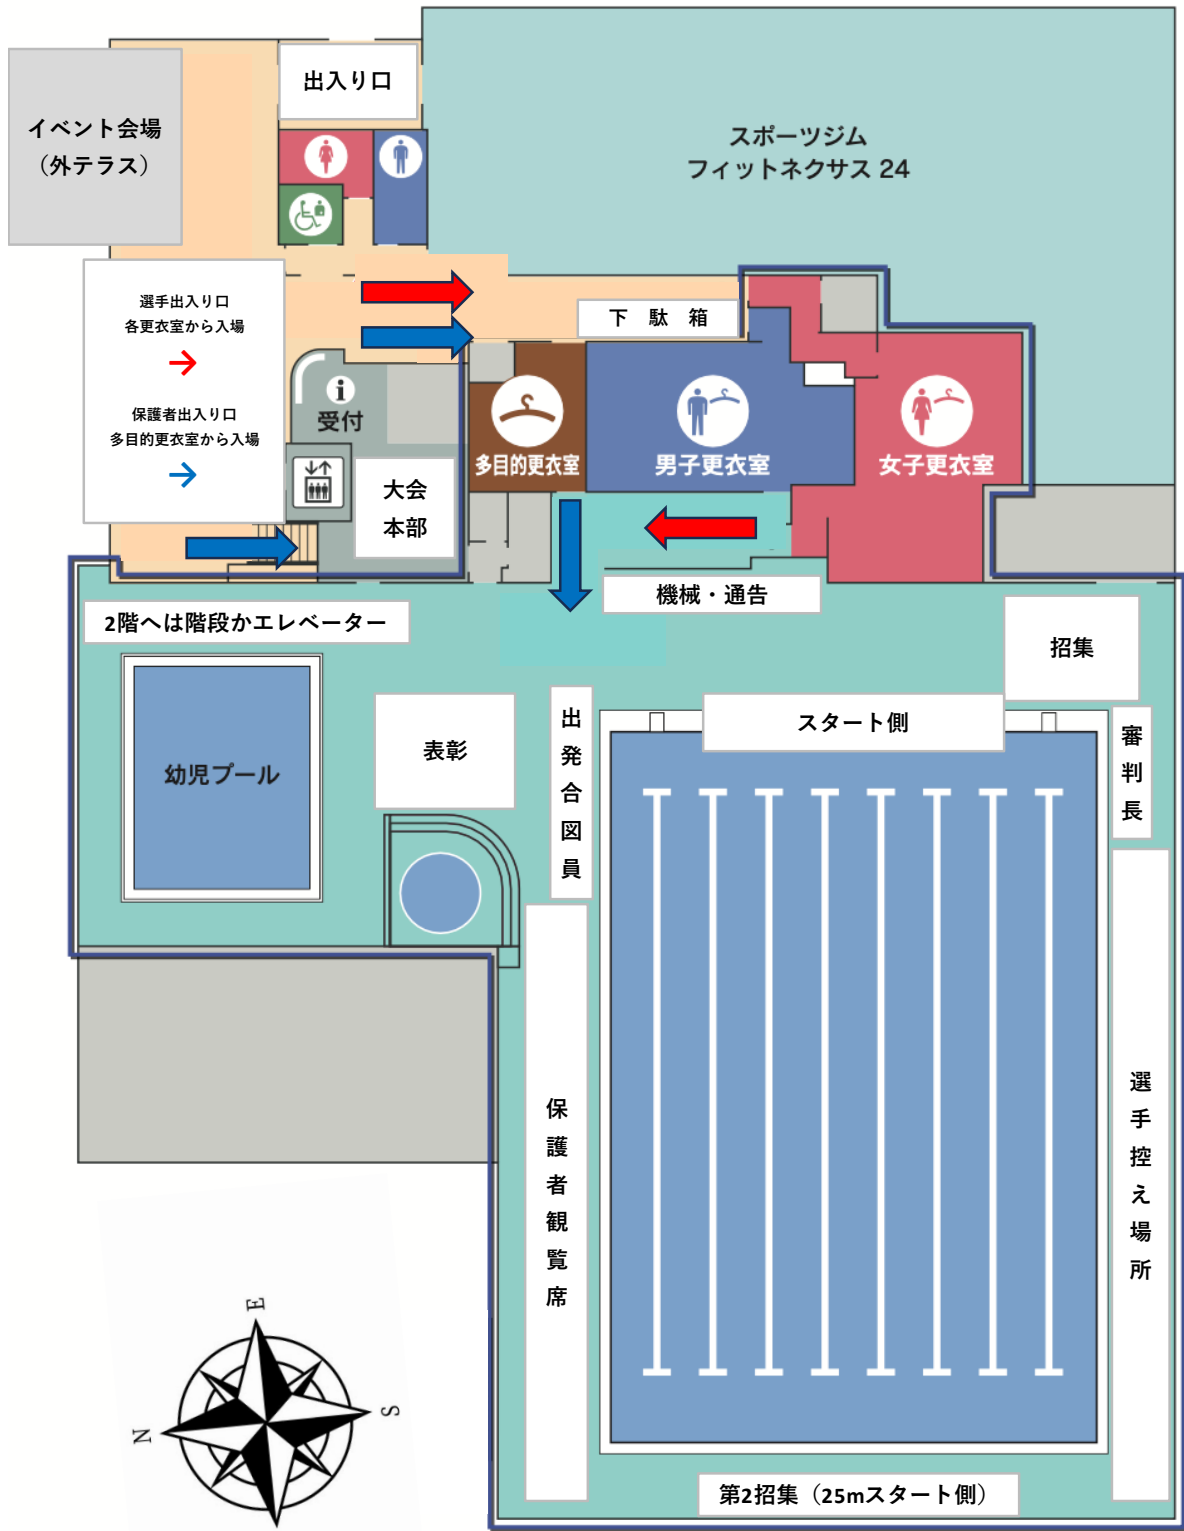 出入り口
イベント会場
（外テラス）
スポーツジム
フィットネクサス 24
選手出入り口
各更衣室から入場
保護者出入り口
多目的更衣室から入場
下 駄 箱
i
受付
多目的更衣室
男子更衣室
女子更衣室
大会
本部
機械・通告
2階へは階段かエレベーター
招集
スタート側
表彰
幼児プール
出発合図員
審判長
保護者観覧席
選手控え場所
第2招集（25mスタート側）
E
S
N